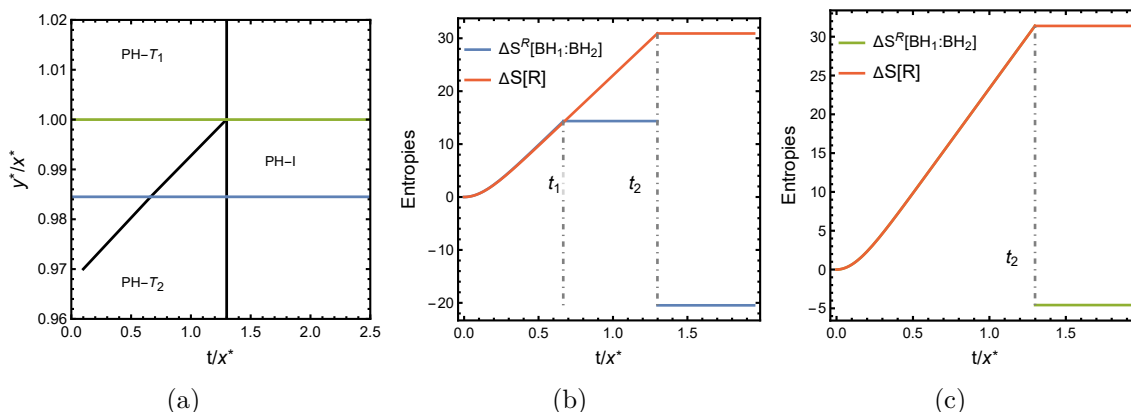 1.02
1.01
1.00
0.99
0.98
0.97
0.96
y*/x*
PH-T₁
PH-I
PH-T₂
0.0 0.5 1.0 1.5 2.0 2.5
t/x*
(a)
30
20
10
0
−10
−20
Entropies
ΔSᴿ[BH₁:BH₂]
ΔS[R]
t₁ t₂
0.0 0.5 1.0 1.5
t/x*
(b)
30
25
20
15
10
5
0
−5
Entropies
ΔSᴿ[BH₁:BH₂]
ΔS[R]
t₂
0.0 0.5 1.0 1.5
t/x*
(c)